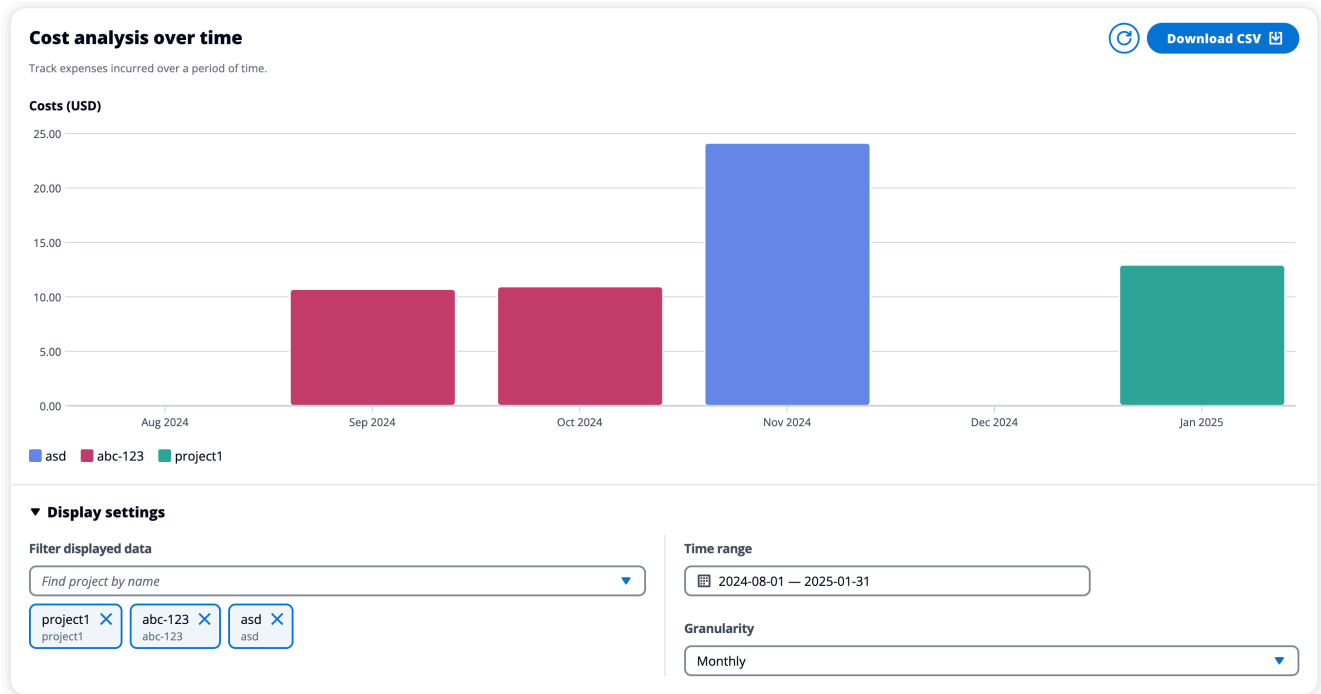 Cost analysis over time
Download CSV
Track expenses incurred over a period of time.
Costs (USD)
25.00
20.00
15.00
10.00
5.00
0.00
Aug 2024
Sep 2024
Oct 2024
Nov 2024
Dec 2024
Jan 2025
asd
abc-123
project1
Display settings
Filter displayed data
Find project by name
project1
project1
abc-123
abc-123
asd
asd
Time range
2024-08-01 — 2025-01-31
Granularity
Monthly